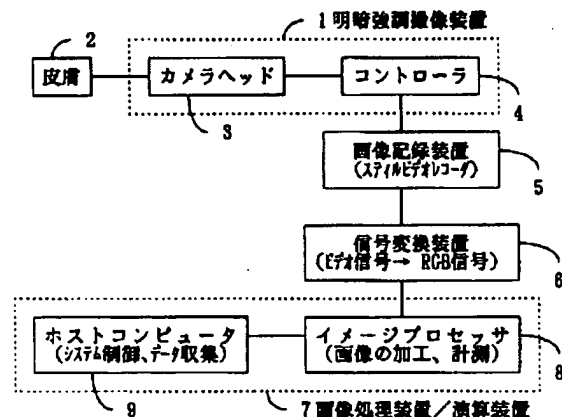 1明暗強調撮像装置
2
皮膚
カメラヘッド
コントローラ
3
4
画像記録装置
(スティルビデオレコーダ)
5
信号変換装置
(ビデオ信号→ RGB信号)
6
ホストコンピュータ
(システム制御、データ収集)
イメージプロセッサ
(画像の加工、計測)
8
9
7画像処理装置/演算装置